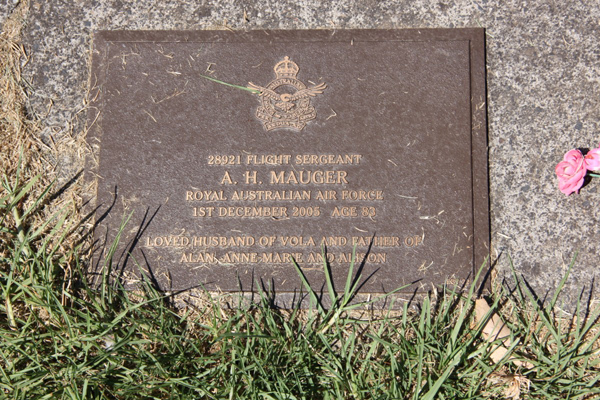 28921 FLIGHT SERGEANT
A. H. MAUGER
ROYAL AUSTRALIAN AIR FORCE
1ST DECEMBER 2005 AGE 82
LOVED HUSBAND OF VOLA AND FATHER OF
ALAN, ANNE-MARIE AND ALISON